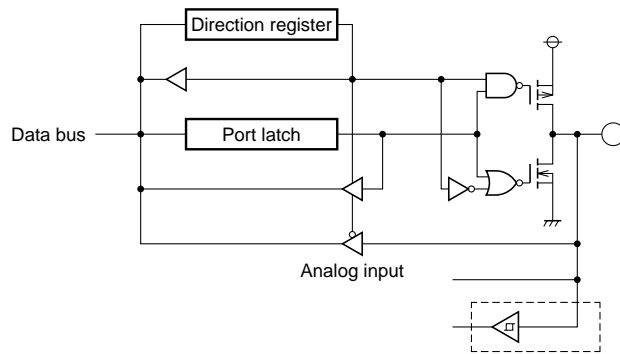 Direction register
Data bus
Port latch
Analog input